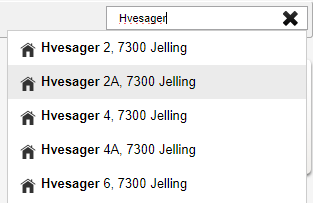 Hvesager
Hvesager 2, 7300 Jelling
Hvesager 2A, 7300 Jelling
Hvesager 4, 7300 Jelling
Hvesager 4A, 7300 Jelling
Hvesager 6, 7300 Jelling